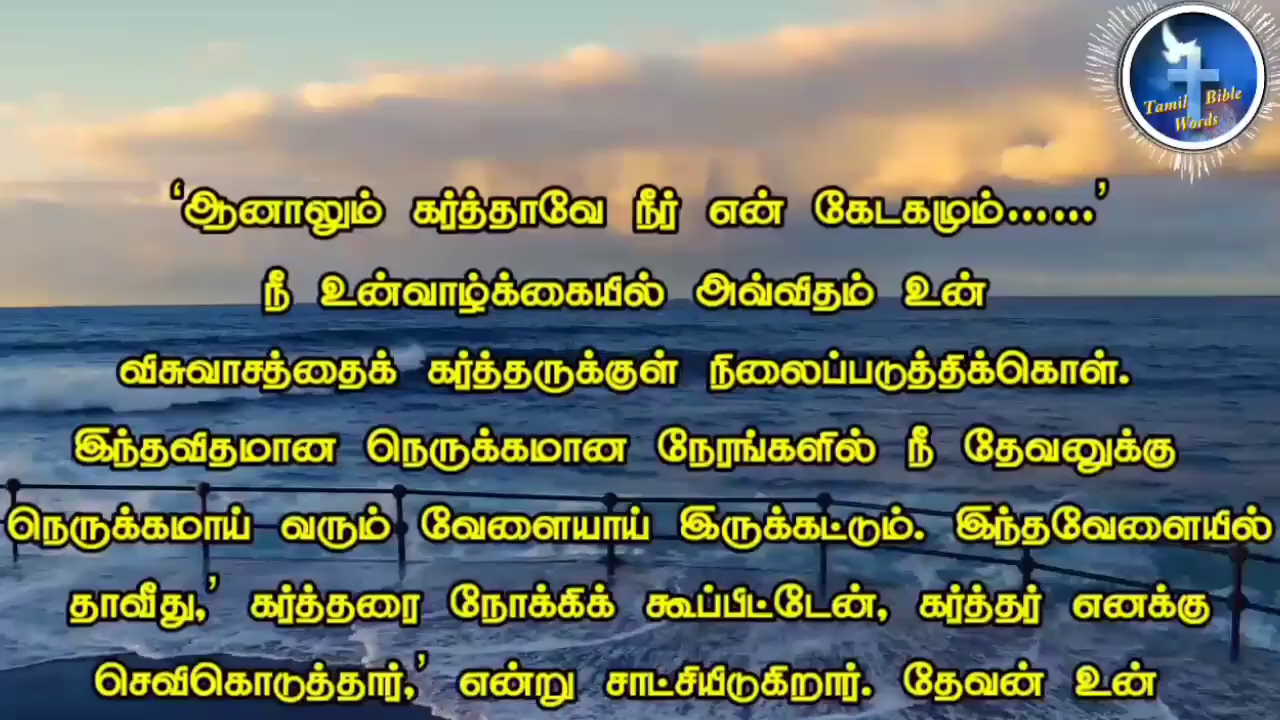 Tamil Bible
Words
‘ஆனாலும் கர்த்தாவே நீர் என் கேடகமும்......’
நீ உன்வாழ்க்கையில் அவ்விதம் உன்
விசுவாசத்தைக் கர்த்தருக்குள் நிலைப்படுத்திக்கொள்.
இந்தவிதமான நெருக்கமான நேரங்களில் நீ தேவனுக்கு
நெருக்கமாய் வரும் வேளையாய் இருக்கட்டும். இந்தவேளையில்
தாவீது,’ கர்த்தரை நோக்கிக் கூப்பிட்டேன், கர்த்தர் எனக்கு
செவிகொடுத்தார்,’ என்று சாட்சியிடுகிறார். தேவன் உன்